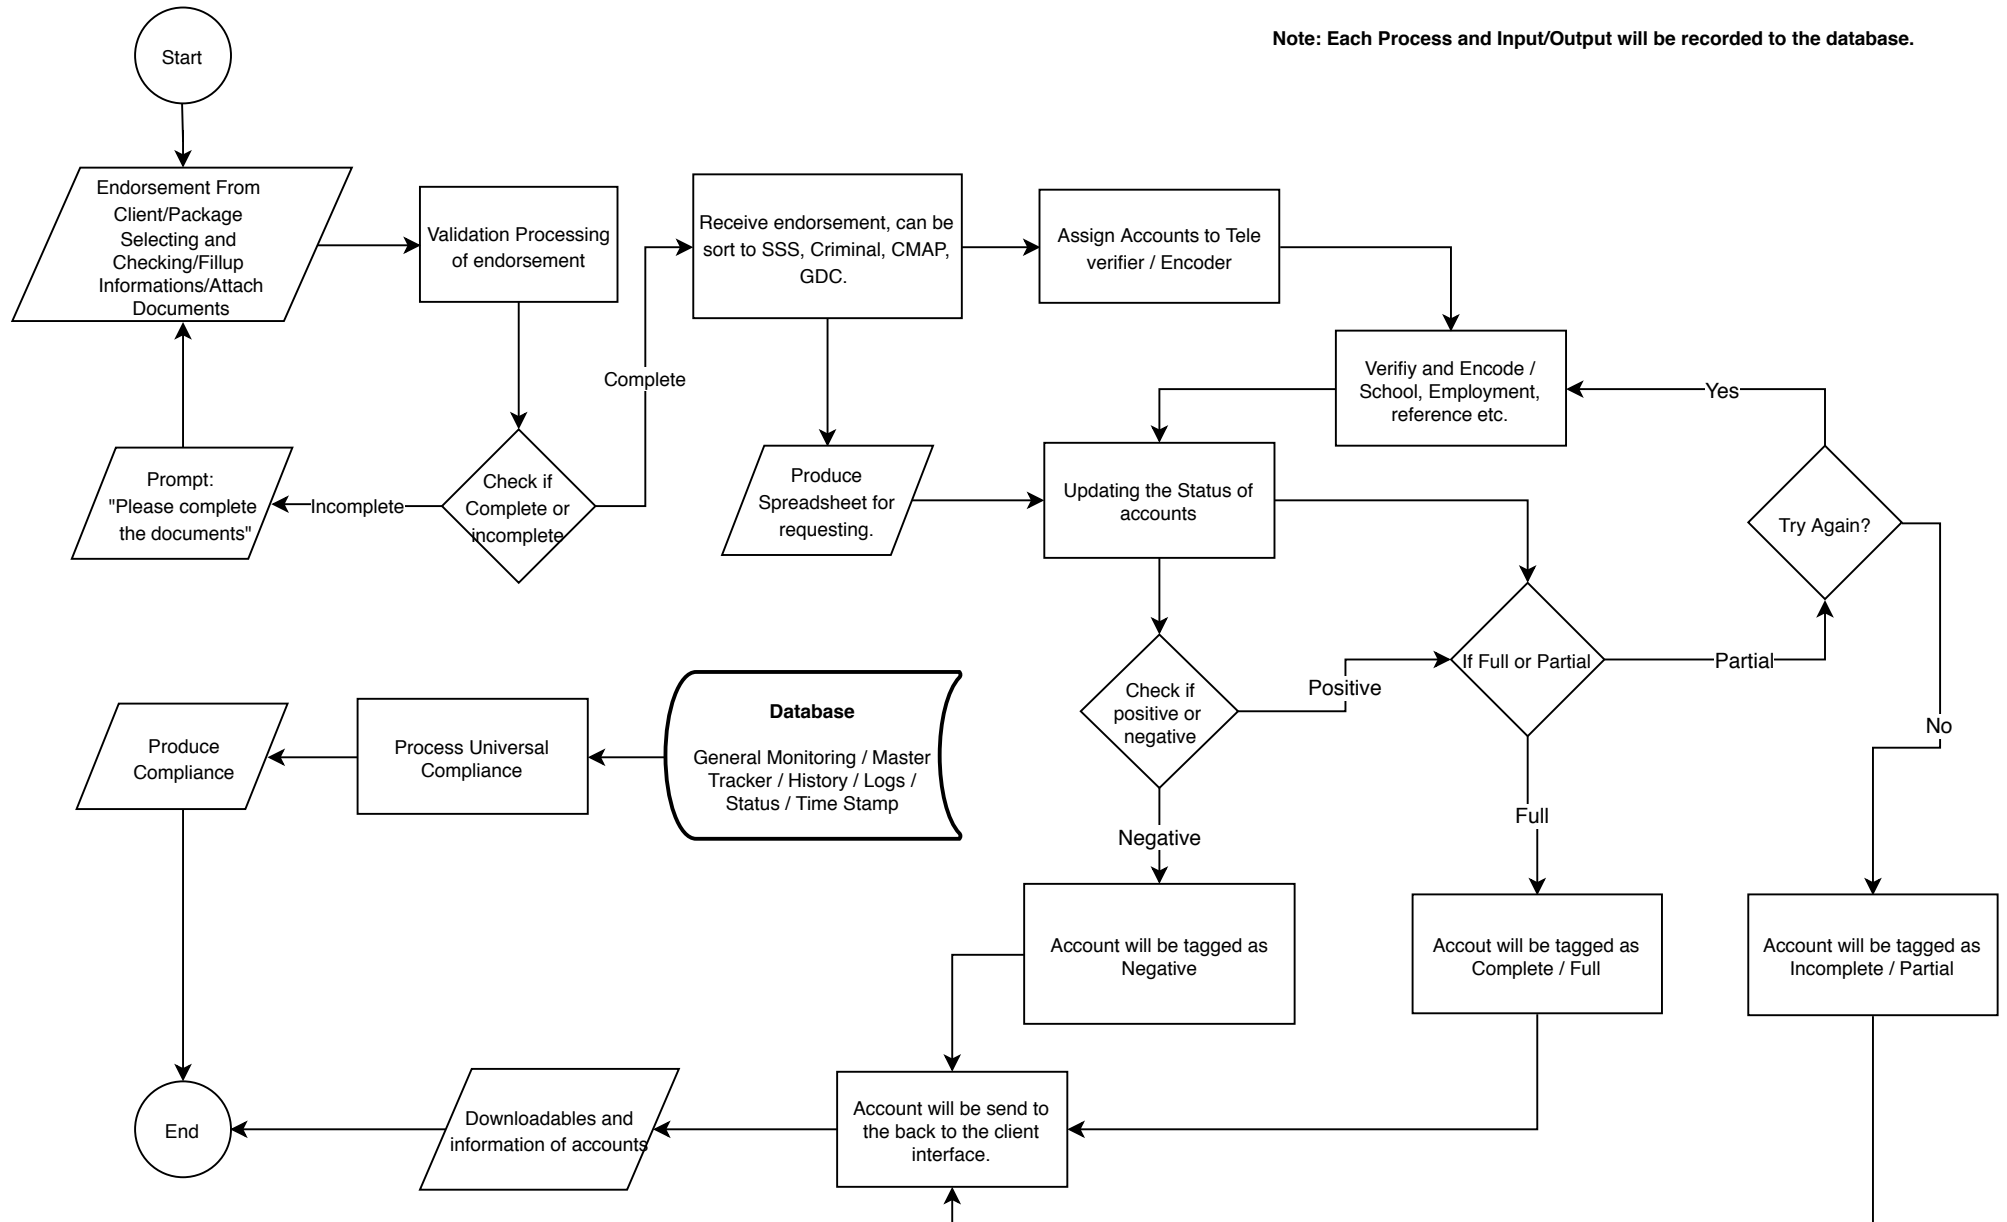 Note: Each Process and Input/Output will be recorded to the database.
Start
Endorsement From
Client/Package
Selecting and
Checking/Fillup
Informations/Attach
Documents
Validation Processing
of endorsement
Receive endorsement, can be
sort to SSS, Criminal, CMAP,
GDC.
Assign Accounts to Tele
verifier / Encoder
Complete
Verifiy and Encode /
School, Employment,
reference etc.
Yes
Prompt:
"Please complete
the documents"
Incomplete
Check if
Complete or
incomplete
Produce
Spreadsheet for
requesting.
Updating the Status of
accounts
Try Again?
Check if
positive or
negative
Positive
If Full or Partial
Partial
No
Produce
Compliance
Process Universal
Compliance
Database
General Monitoring / Master
Tracker / History / Logs /
Status / Time Stamp
Negative
Full
Account will be tagged as
Negative
Accout will be tagged as
Complete / Full
Account will be tagged as
Incomplete / Partial
End
Downloadables and
information of accounts
Account will be send to
the back to the client
interface.